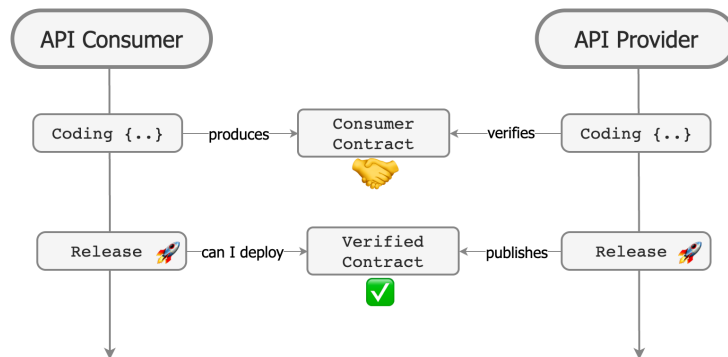 API Consumer
API Provider
Coding {..}
produces
Consumer
Contract
verifies
Coding {..}
Release
can I deploy
Verified
Contract
publishes
Release